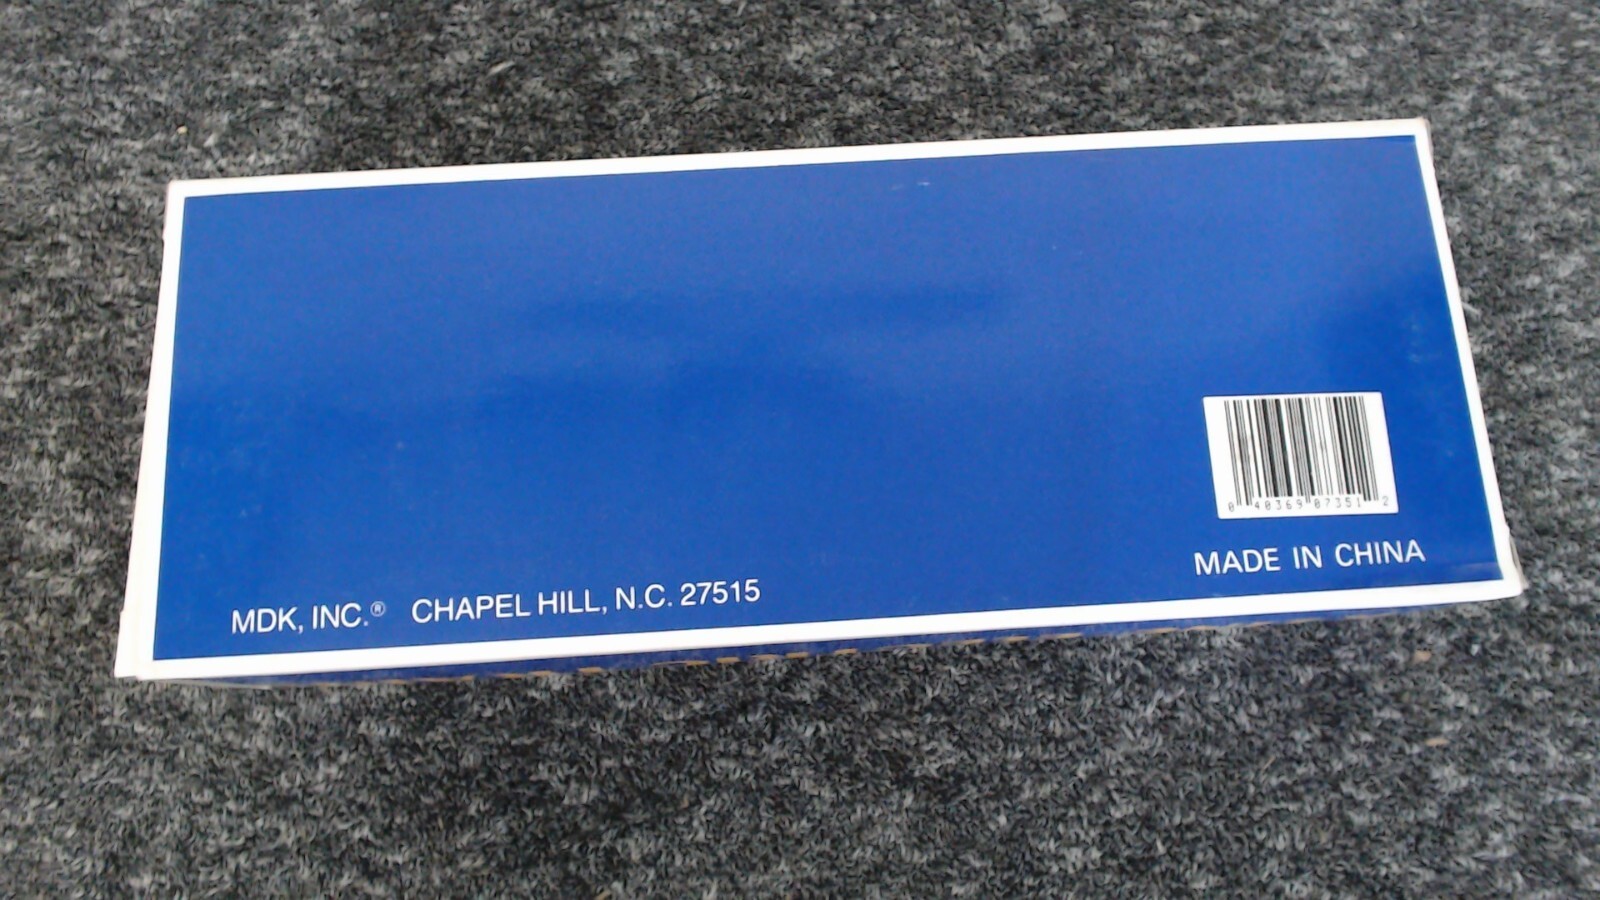 0 40369 07351 2
MADE IN CHINA
MDK, INC.® CHAPEL HILL, N.C. 27515